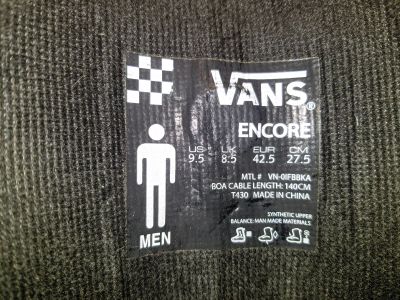 VANS®
ENCORE
US UK EUR CM
9.5 8.5 42.5 27.5
MTL # VN-0IFBBKA
BOA CABLE LENGTH: 140CM
T430 MADE IN CHINA
SYNTHETIC UPPER
BALANCE: MAN MADE MATERIALS
MEN